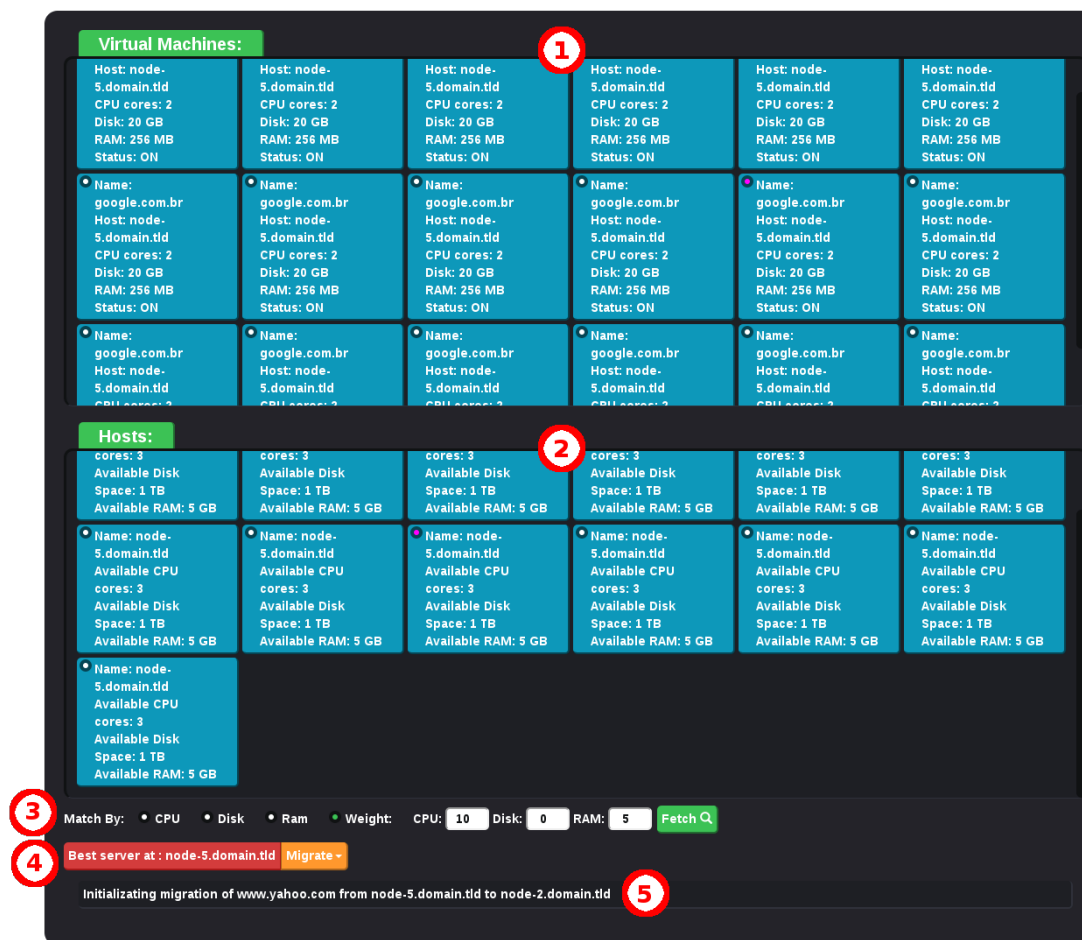 Virtual Machines:
1
Host: node-
5.domain.tld
CPU cores: 2
Disk: 20 GB
RAM: 256 MB
Status: ON
Host: node-
5.domain.tld
CPU cores: 2
Disk: 20 GB
RAM: 256 MB
Status: ON
Host: node-
5.domain.tld
CPU cores: 2
Disk: 20 GB
RAM: 256 MB
Status: ON
Host: node-
5.domain.tld
CPU cores: 2
Disk: 20 GB
RAM: 256 MB
Status: ON
Host: node-
5.domain.tld
CPU cores: 2
Disk: 20 GB
RAM: 256 MB
Status: ON
Host: node-
5.domain.tld
CPU cores: 2
Disk: 20 GB
RAM: 256 MB
Status: ON
Name:
google.com.br
Host: node-
5.domain.tld
CPU cores: 2
Disk: 20 GB
RAM: 256 MB
Status: ON
Name:
google.com.br
Host: node-
5.domain.tld
CPU cores: 2
Disk: 20 GB
RAM: 256 MB
Status: ON
Name:
google.com.br
Host: node-
5.domain.tld
CPU cores: 2
Disk: 20 GB
RAM: 256 MB
Status: ON
Name:
google.com.br
Host: node-
5.domain.tld
CPU cores: 2
Disk: 20 GB
RAM: 256 MB
Status: ON
Name:
google.com.br
Host: node-
5.domain.tld
CPU cores: 2
Disk: 20 GB
RAM: 256 MB
Status: ON
Name:
google.com.br
Host: node-
5.domain.tld
CPU cores: 2
Disk: 20 GB
RAM: 256 MB
Status: ON
Name:
google.com.br
Host: node-
5.domain.tld
CPU cores: 2
Name:
google.com.br
Host: node-
5.domain.tld
CPU cores: 2
Name:
google.com.br
Host: node-
5.domain.tld
CPU cores: 2
Name:
google.com.br
Host: node-
5.domain.tld
CPU cores: 2
Name:
google.com.br
Host: node-
5.domain.tld
CPU cores: 2
Name:
google.com.br
Host: node-
5.domain.tld
CPU cores: 2
Hosts:
2
cores: 3
Available Disk
Space: 1 TB
Available RAM: 5 GB
cores: 3
Available Disk
Space: 1 TB
Available RAM: 5 GB
cores: 3
Available Disk
Space: 1 TB
Available RAM: 5 GB
cores: 3
Available Disk
Space: 1 TB
Available RAM: 5 GB
cores: 3
Available Disk
Space: 1 TB
Available RAM: 5 GB
cores: 3
Available Disk
Space: 1 TB
Available RAM: 5 GB
Name: node-
5.domain.tld
Available CPU
cores: 3
Available Disk
Space: 1 TB
Available RAM: 5 GB
Name: node-
5.domain.tld
Available CPU
cores: 3
Available Disk
Space: 1 TB
Available RAM: 5 GB
Name: node-
5.domain.tld
Available CPU
cores: 3
Available Disk
Space: 1 TB
Available RAM: 5 GB
Name: node-
5.domain.tld
Available CPU
cores: 3
Available Disk
Space: 1 TB
Available RAM: 5 GB
Name: node-
5.domain.tld
Available CPU
cores: 3
Available Disk
Space: 1 TB
Available RAM: 5 GB
Name: node-
5.domain.tld
Available CPU
cores: 3
Available Disk
Space: 1 TB
Available RAM: 5 GB
Name: node-
5.domain.tld
Available CPU
cores: 3
Available Disk
Space: 1 TB
Available RAM: 5 GB
3
Match By: CPU Disk Ram Weight: CPU: 10 Disk: 0 RAM: 5 Fetch
4
Best server at : node-5.domain.tld Migrate
Initializating migration of www.yahoo.com from node-5.domain.tld to node-2.domain.tld
5